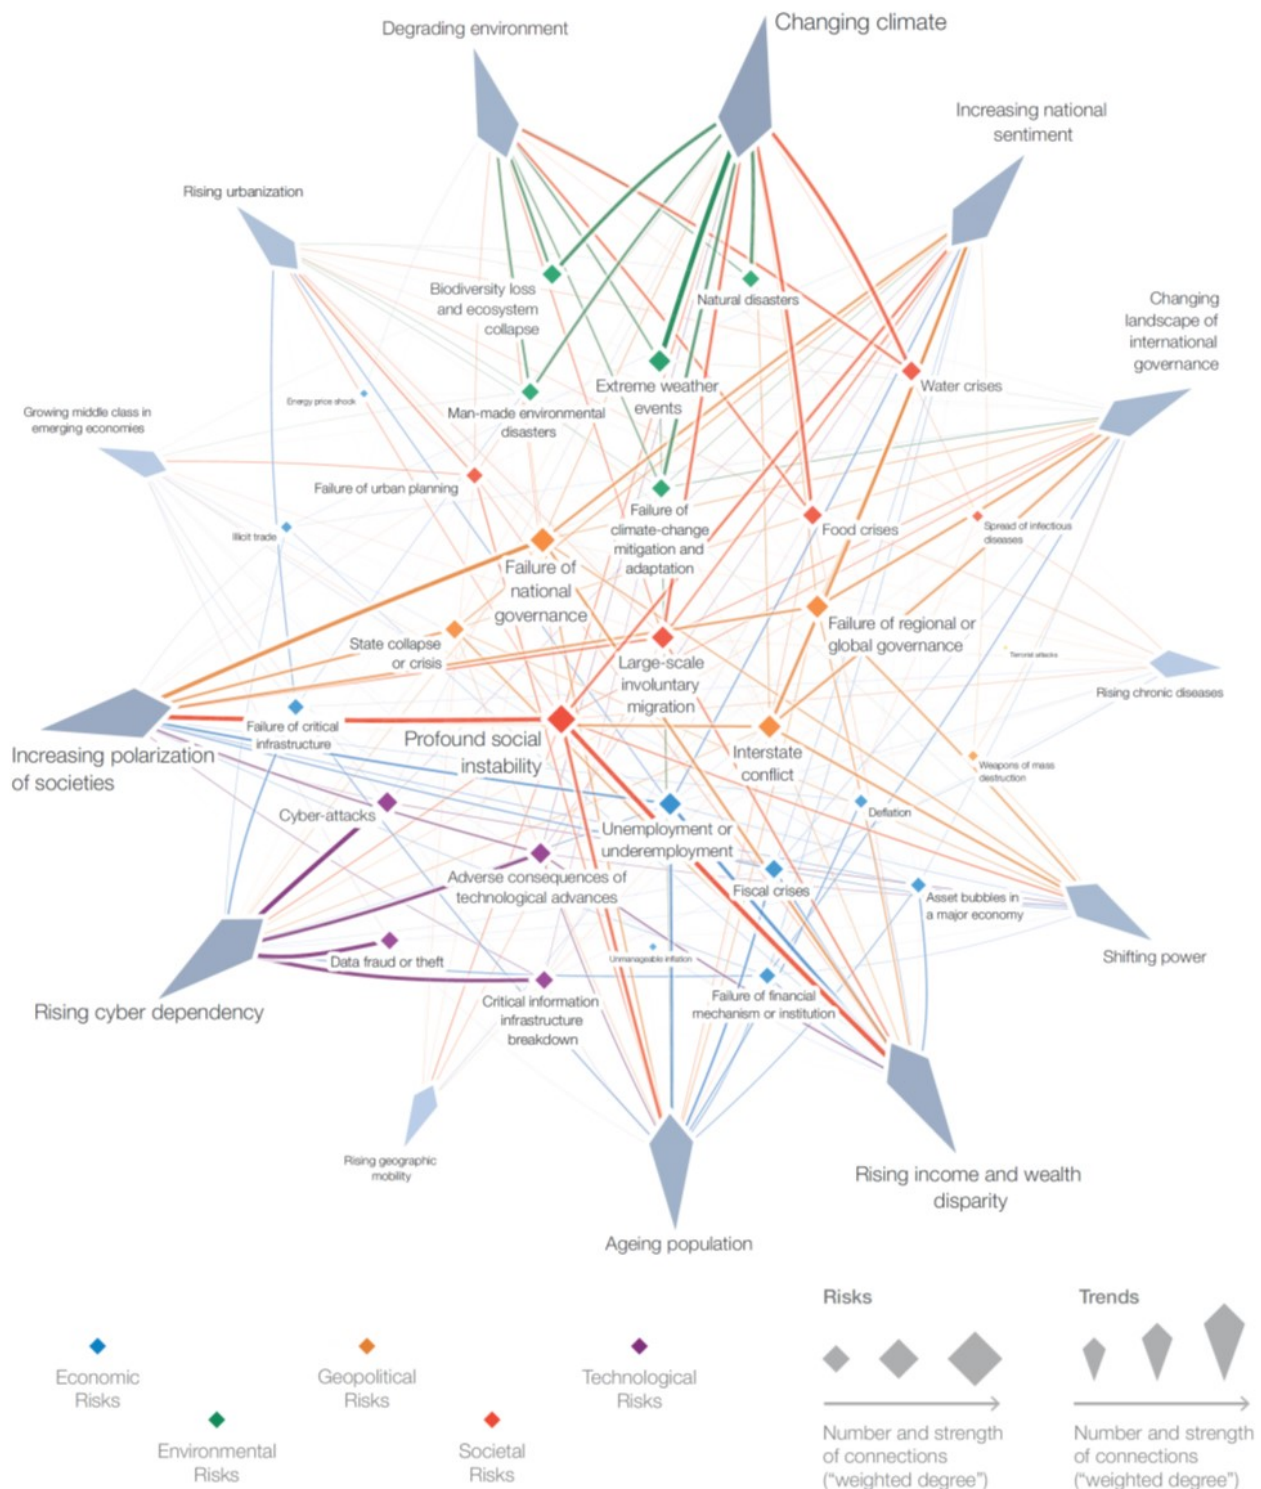 Degrading environment
Changing climate
Increasing national
sentiment
Rising urbanization
Changing
landscape of
international
governance
Biodiversity loss
and ecosystem
collapse
Natural disasters
Extreme weather
events
Water crises
Energy price shock
Man-made environmental
disasters
Growing middle class in
emerging economies
Failure of urban planning
Failure of
climate-change
mitigation and
adaptation
Food crises
Spread of infectious
diseases
Illicit trade
Failure of
national
governance
State collapse
or crisis
Failure of regional or
global governance
Terrorist attacks
Large-scale
involuntary
migration
Rising chronic diseases
Failure of critical
infrastructure
Increasing polarization
of societies
Profound social
instability
Interstate
conflict
Weapons of mass
destruction
Cyber-attacks
Unemployment or
underemployment
Deflation
Adverse consequences of
technological advances
Fiscal crises
Asset bubbles in
a major economy
Shifting power
Data fraud or theft
Unmanageable inflation
Rising cyber dependency
Critical information
infrastructure
breakdown
Failure of financial
mechanism or institution
Rising geographic
mobility
Rising income and wealth
disparity
Ageing population
Risks
Trends
Economic
Risks
Geopolitical
Risks
Technological
Risks
Environmental
Risks
Societal
Risks
Number and strength
of connections
("weighted degree")
Number and strength
of connections
("weighted degree")